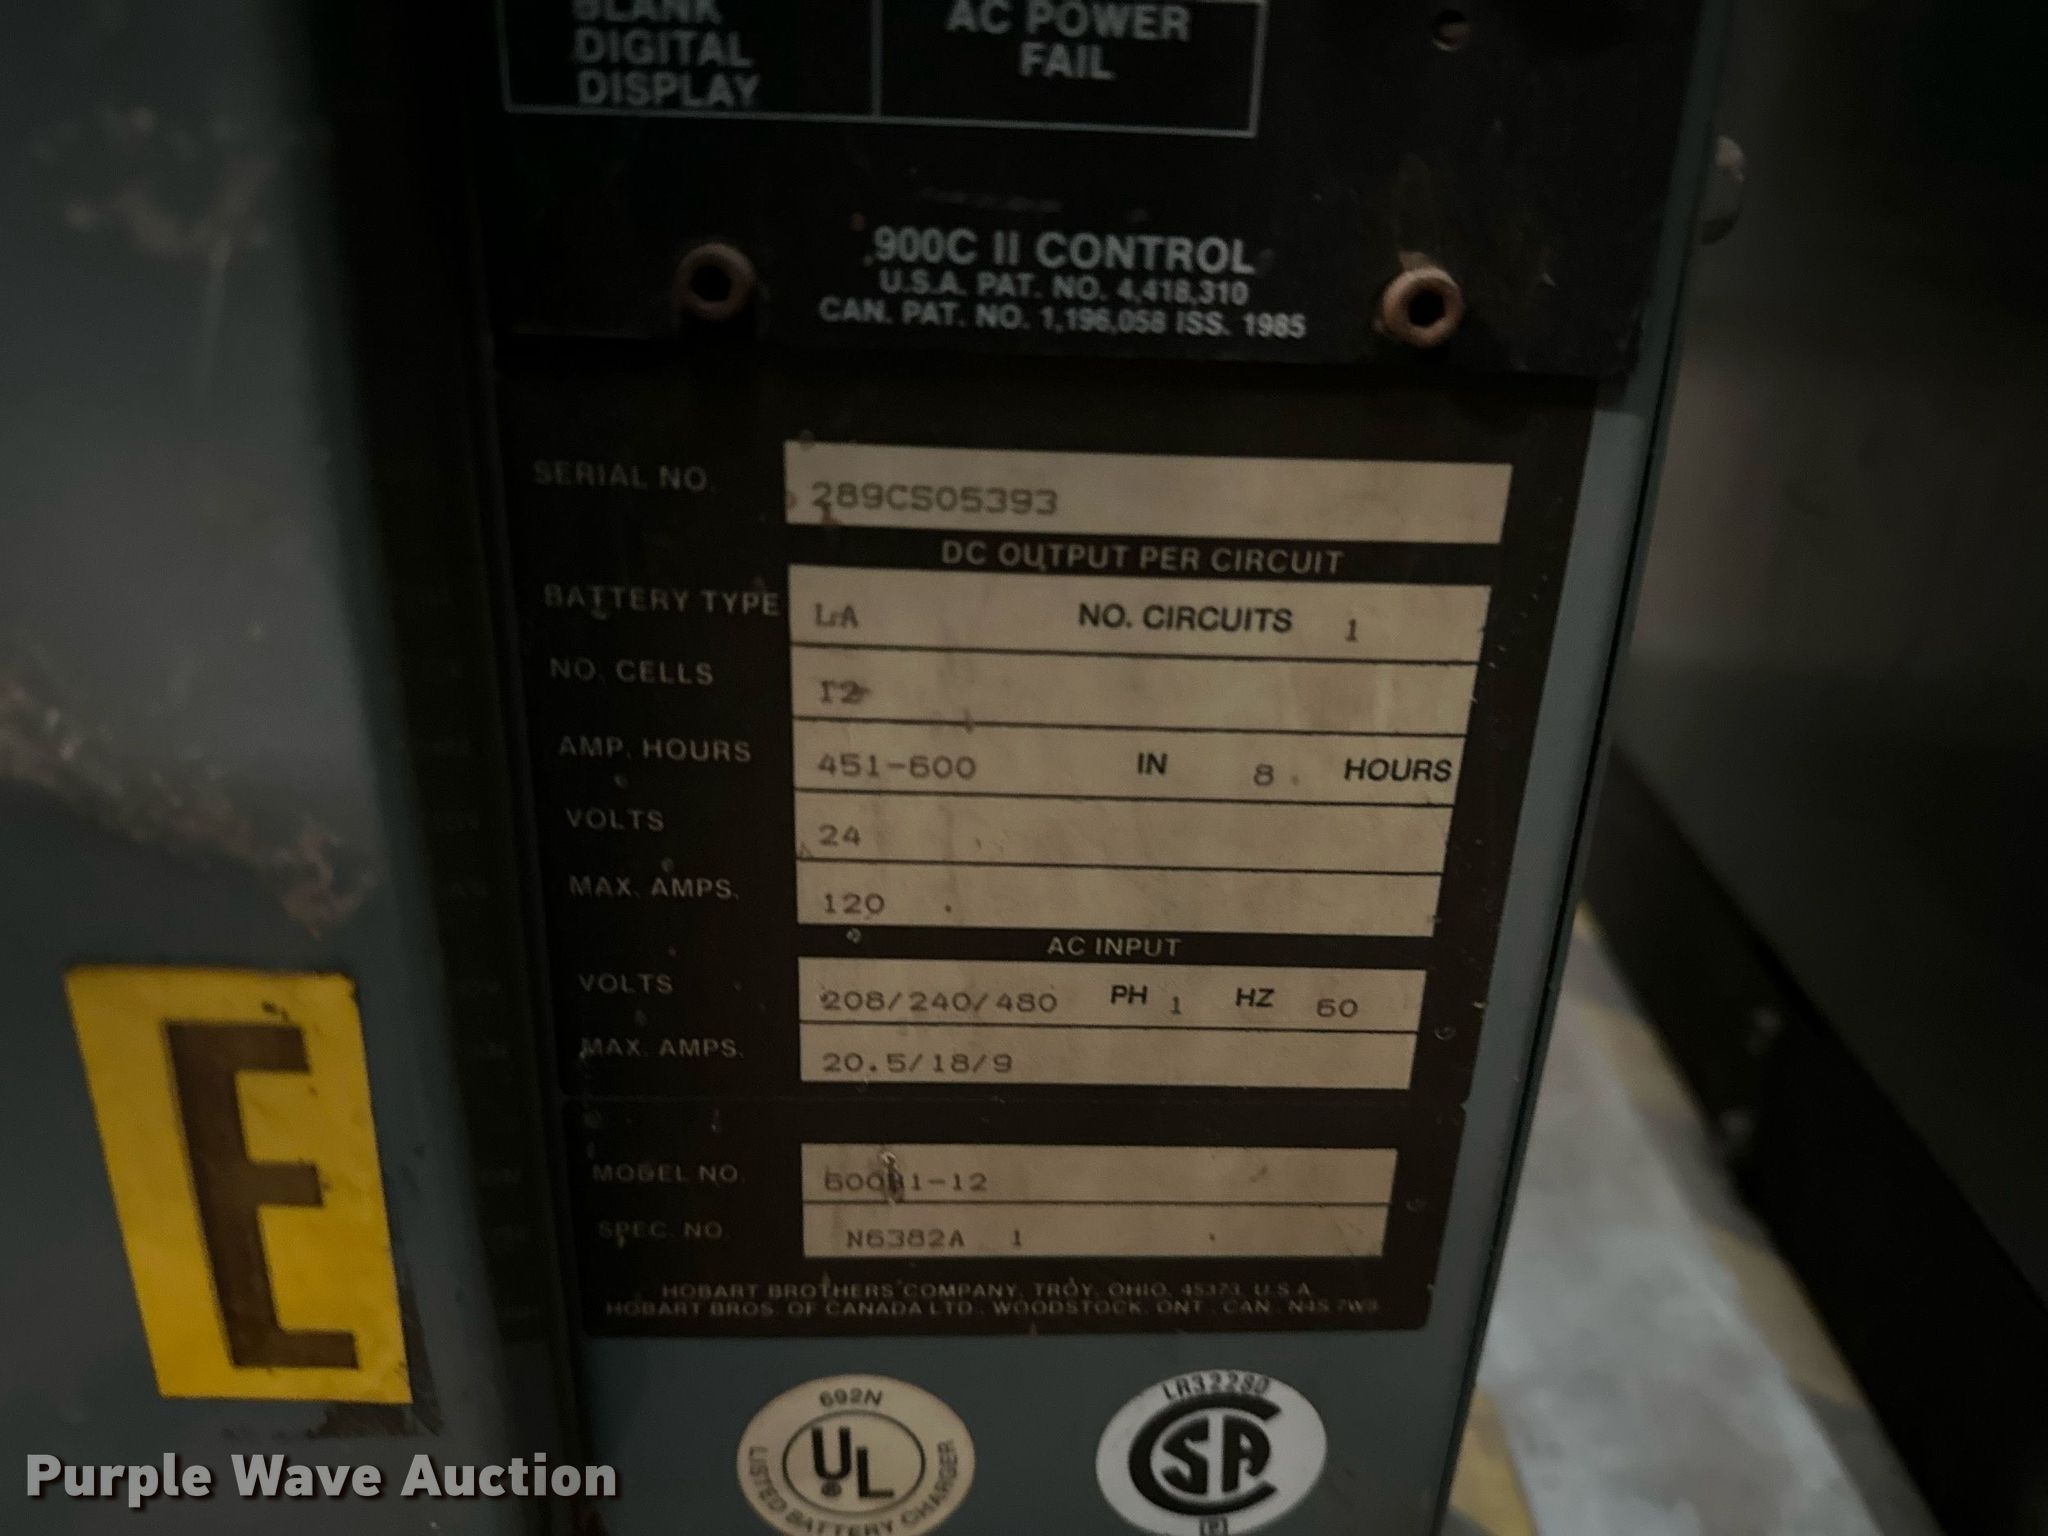 BLANK
DIGITAL
DISPLAY
AC POWER
FAIL
900C II CONTROL
U.S.A. PAT. NO. 4,418,310
CAN. PAT. NO. 1,196,058 ISS. 1985
SERIAL NO. 289CS05393
DC OUTPUT PER CIRCUIT
BATTERY TYPE LA NO. CIRCUITS 1
NO. CELLS 12
AMP. HOURS 451-600 IN 8 HOURS
VOLTS 24
MAX. AMPS. 120
AC INPUT
VOLTS 208/240/480 PH 1 HZ 60
MAX. AMPS. 20.5/18/9
MODEL NO. 600B1-12
SPEC. NO. N6382A 1
HOBART BROTHERS COMPANY, TROY, OHIO, 45373, U.S.A.
HOBART BROS. OF CANADA LTD., WOODSTOCK, ONT., CAN.
E
692N
UL
LISTED BATTERY CHARGER
LR32280
CSA
Purple Wave Auction